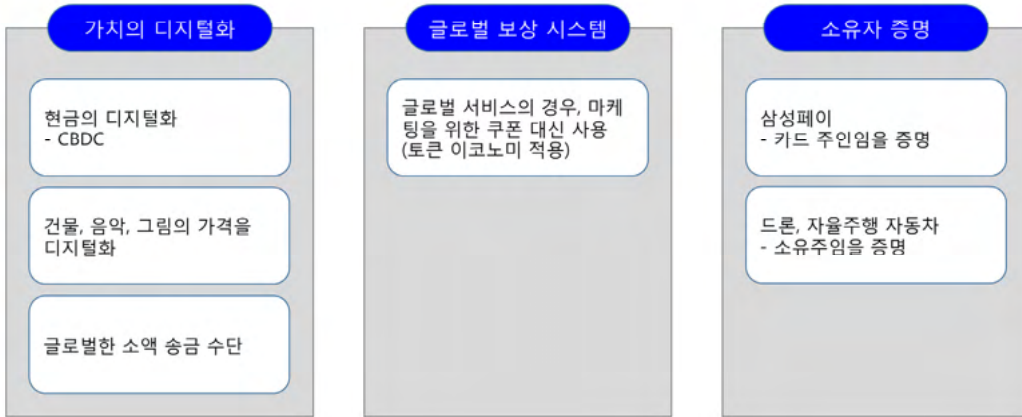 가치의 디지털화
현금의 디지털화
- CBDC
건물, 음악, 그림의 가격을
디지털화
글로벌한 소액 송금 수단
글로벌 보상 시스템
글로벌 서비스의 경우, 마케
팅을 위한 쿠폰 대신 사용
(토큰 이코노미 적용)
소유자 증명
삼성페이
- 카드 주인임을 증명
드론, 자율주행 자동차
- 소유주임을 증명